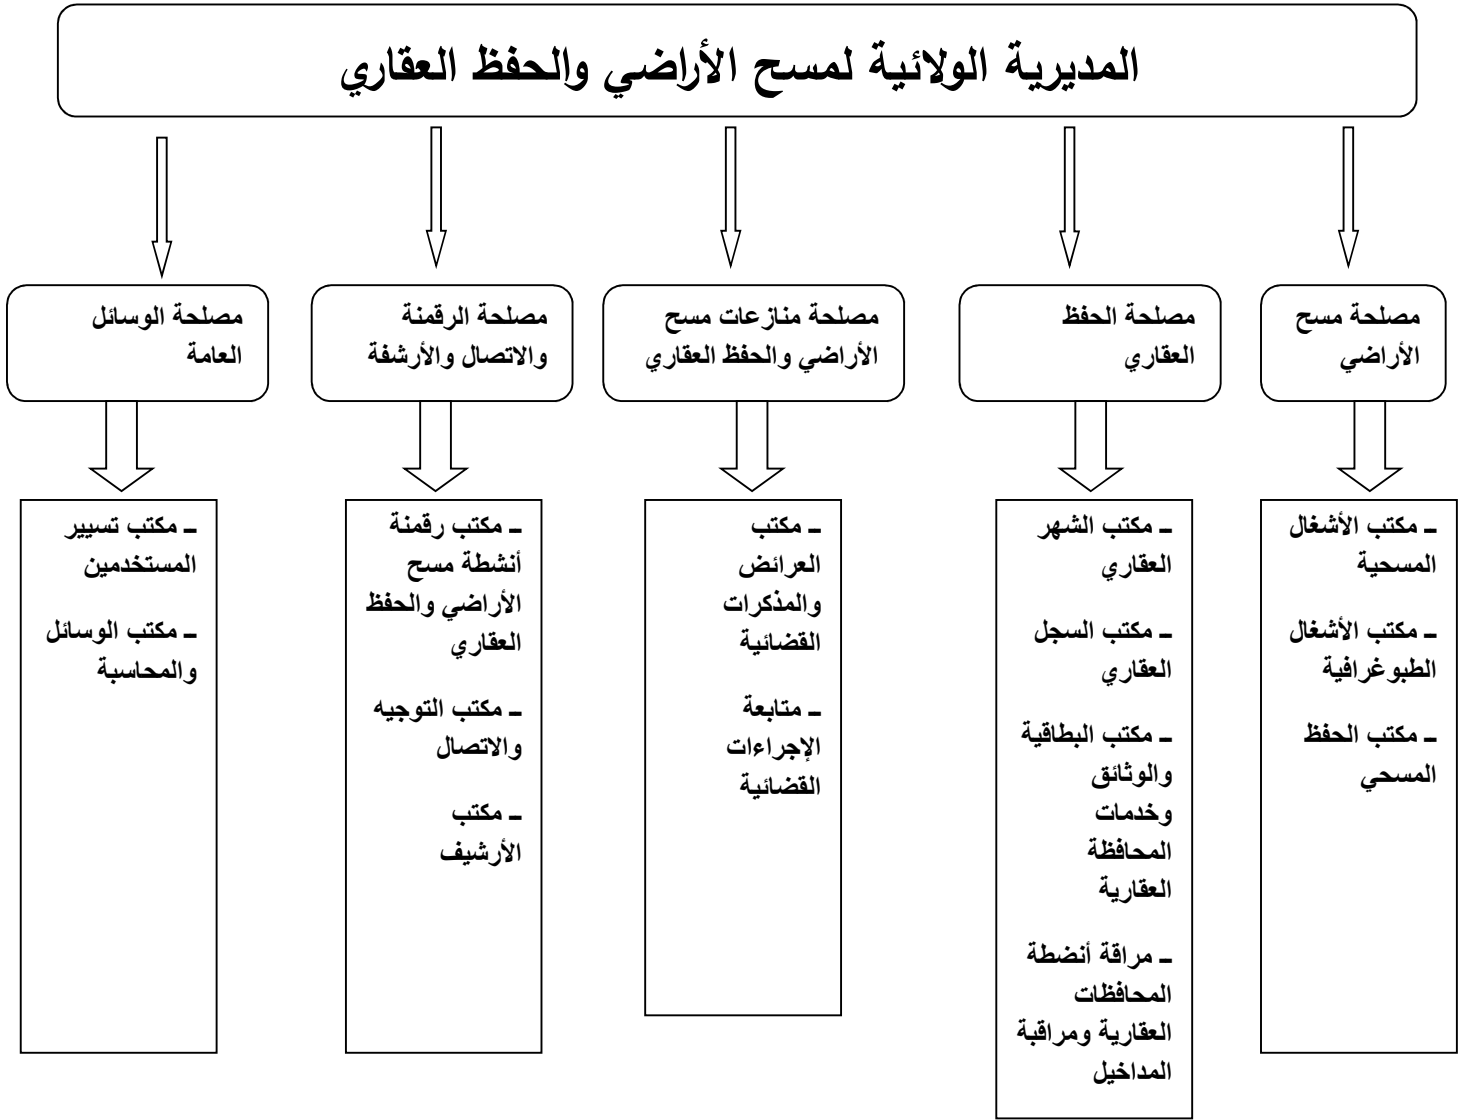 المديرية الولائية لمسح الأراضي والحفظ العقاري
مصلحة مسح
الأراضي
مصلحة الحفظ
العقاري
مصلحة منازعات مسح
الأراضي والحفظ العقاري
مصلحة الرقمنة
والاتصال والأرشفة
مصلحة الوسائل
العامة
ـ مكتب الأشغال
المسحية
ـ مكتب الأشغال
الطبوغرافية
ـ مكتب الحفظ
المسحي
ـ مكتب الشهر
العقاري
ـ مكتب السجل
العقاري
ـ مكتب البطاقية
والوثائق
وخدمات
المحافظة
العقارية
ـ مراقة أنضطة
المحافظات
العقارية ومراقبة
المداخيل
ـ مكتب
العرائض
والمذكرات
القضائية
ـ متابعة
الإجراءات
القضائية
ـ مكتب رقمنة
أنشطة مسح
الأراضي والحفظ
العقاري
ـ مكتب التوجيه
والاتصال
ـ مكتب
الأرشيف
ـ مكتب تسيير
المستخدمين
ـ مكتب الوسائل
والمحاسبة